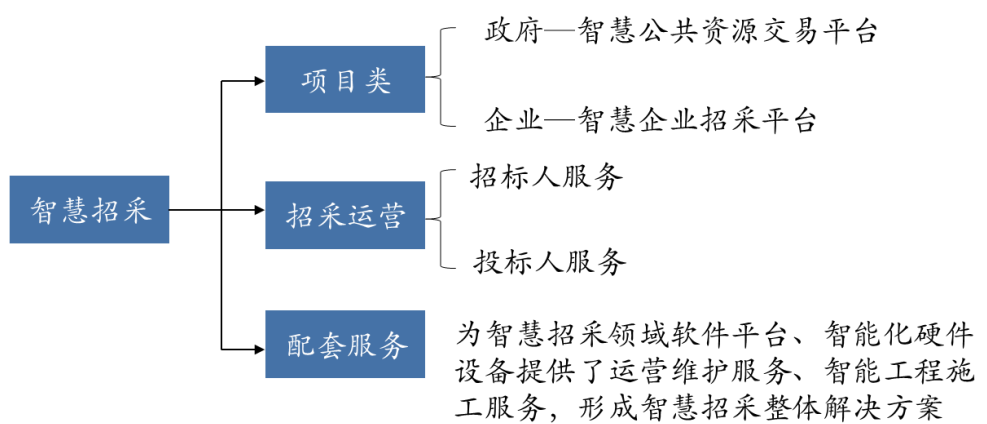 政府—智慧公共资源交易平台
项目类
企业—智慧企业招采平台
智慧招采
招标人服务
招采运营
投标人服务
配套服务
为智慧招采领域软件平台、智能化硬件
设备提供了运营维护服务、智能工程施
工服务，形成智慧招采整体解决方案